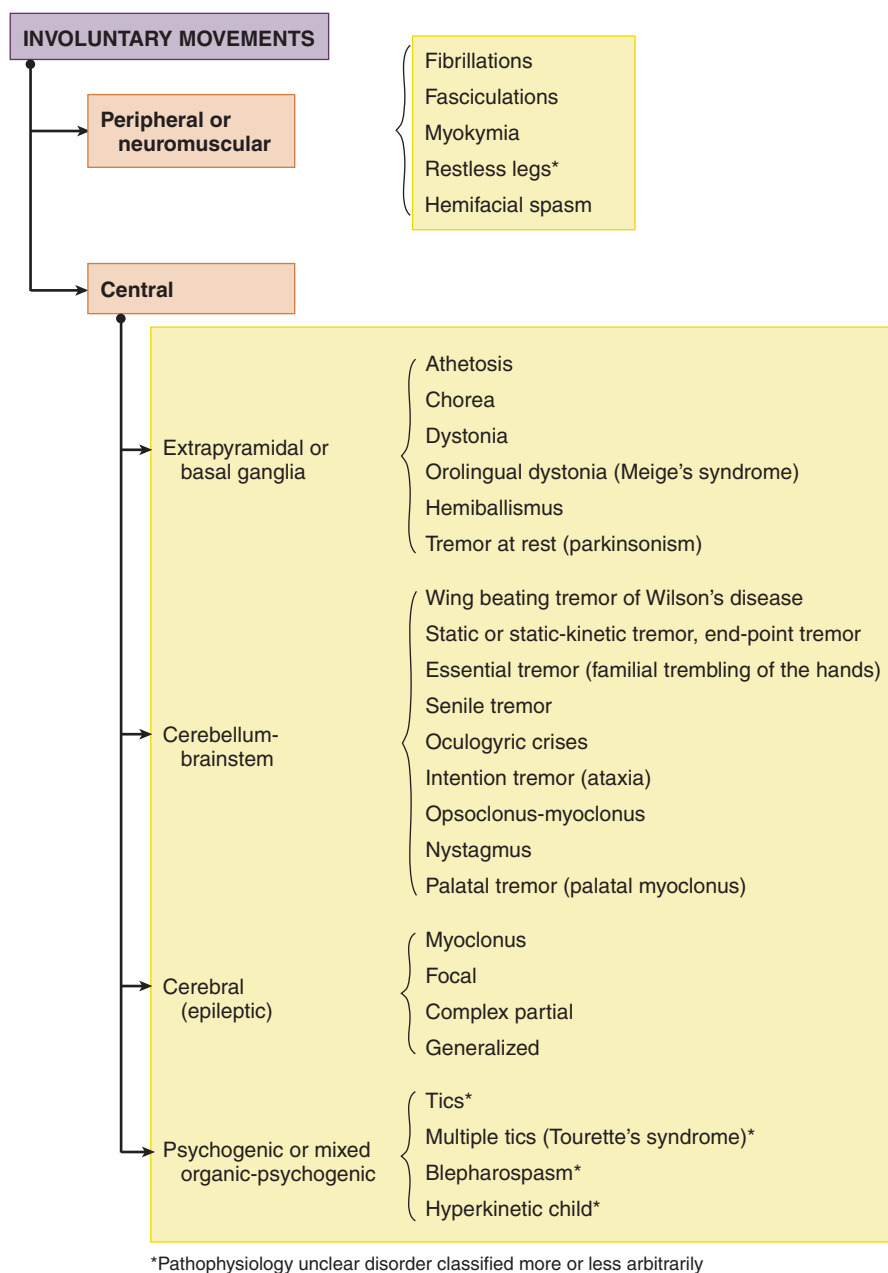 INVOLUNTARY MOVEMENTS
Peripheral or
neuromuscular
Fibrillations
Fasciculations
Myokymia
Restless legs*
Hemifacial spasm
Central
Extrapyramidal or
basal ganglia
Athetosis
Chorea
Dystonia
Orolingual dystonia (Meige's syndrome)
Hemiballismus
Tremor at rest (parkinsonism)
Cerebellum-
brainstem
Wing beating tremor of Wilson's disease
Static or static-kinetic tremor, end-point tremor
Essential tremor (familial trembling of the hands)
Senile tremor
Oculogyric crises
Intention tremor (ataxia)
Opsoclonus-myoclonus
Nystagmus
Palatal tremor (palatal myoclonus)
Cerebral
(epileptic)
Myoclonus
Focal
Complex partial
Generalized
Psychogenic or mixed
organic-psychogenic
Tics*
Multiple tics (Tourette's syndrome)*
Blepharospasm*
Hyperkinetic child*
*Pathophysiology unclear disorder classified more or less arbitrarily